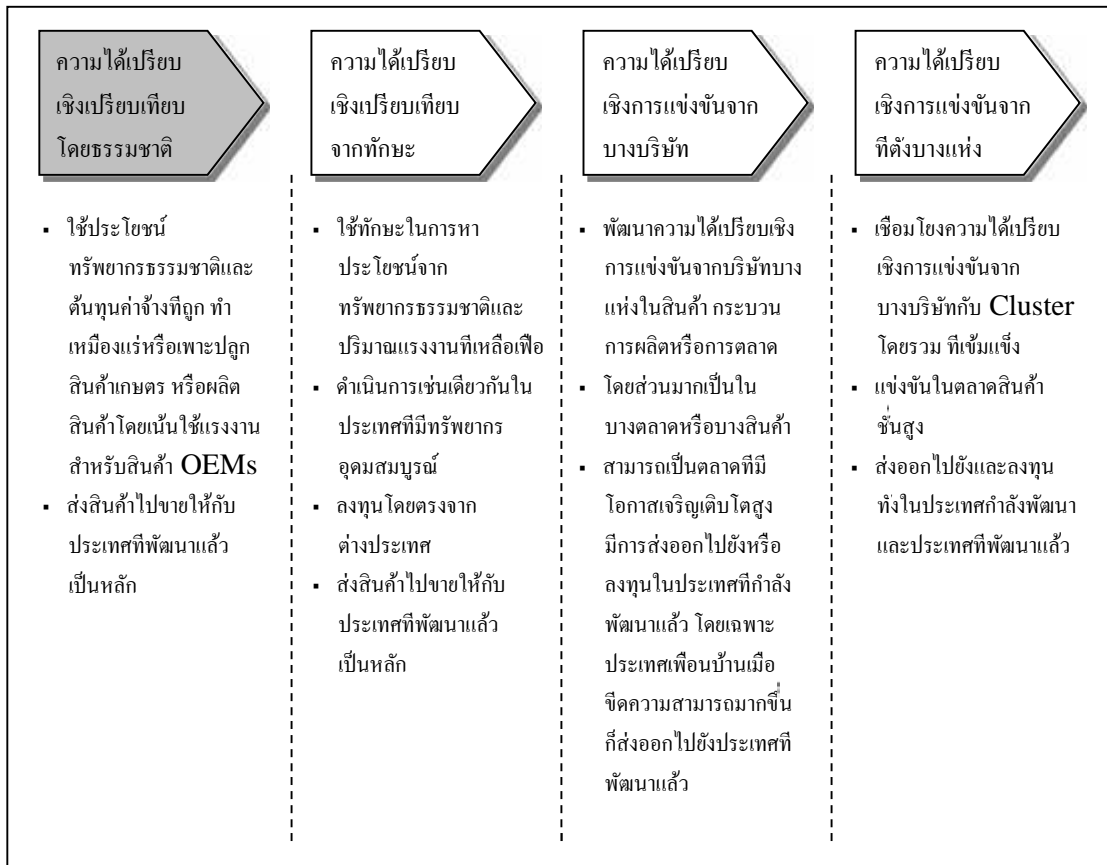 ความได้เปรียบ
เชิงเปรียบเทียบ
โดยธรรมชาติ
ความได้เปรียบ
เชิงเปรียบเทียบ
จากทักษะ
ความได้เปรียบ
เชิงการแข่งขันจาก
บางบริษัท
ความได้เปรียบ
เชิงการแข่งขันจาก
ทีตังบางแห่ง
▪ ใช้ประโยชน์
ทรัพยากรธรรมชาติและ
ต้นทุนค่าจ้างทีถูก ทำ
เหมืองแร่หรือเพาะปลูก
สินค้าเกษตร หรือผลิต
สินค้าโดยเน้นใช้แรงงาน
สำหรับสินค้า OEMs
▪ ส่งสินค้าไปขายให้กับ
ประเทศทีพัฒนาแล้ว
เป็นหลัก
▪ ใช้ทักษะในการหา
ประโยชน์จาก
ทรัพยากรธรรมชาติและ
ปริมาณแรงงานทีเหลือเฟือ
▪ ดำเนินการเช่นเดียวกันใน
ประเทศทีมีทรัพยากร
อุดมสมบูรณ์
▪ ลงทุนโดยตรงจาก
ต่างประเทศ
▪ ส่งสินค้าไปขายให้กับ
ประเทศทีพัฒนาแล้ว
เป็นหลัก
▪ พัฒนาความได้เปรียบเชิง
การแข่งขันจากบริษัทบาง
แห่งในสินค้า กระบวน
การผลิตหรือการตลาด
▪ โดยส่วนมากเป็นใน
บางตลาดหรือบางสินค้า
▪ สามารถเป็นตลาดทีมี
โอกาสเจริญเติบโตสูง
มีการส่งออกไปยังหรือ
ลงทุนในประเทศทีกำลัง
พัฒนาแล้ว โดยเฉพาะ
ประเทศเพือนบ้านเมือ
ขีดความสามารถมากขึ่น
ก็ส่งออกไปยังประเทศที
พัฒนาแล้ว
▪ เชือมโยงความได้เปรียบ
เชิงการแข่งขันจาก
บางบริษัทกับ Cluster
โดยรวม ทีเข้มแข็ง
▪ แข่งขันในตลาดสินค้า
ชั่นสูง
▪ ส่งออกไปยังและลงทุน
ทังในประเทศกำลังพัฒนา
และประเทศทีพัฒนาแล้ว